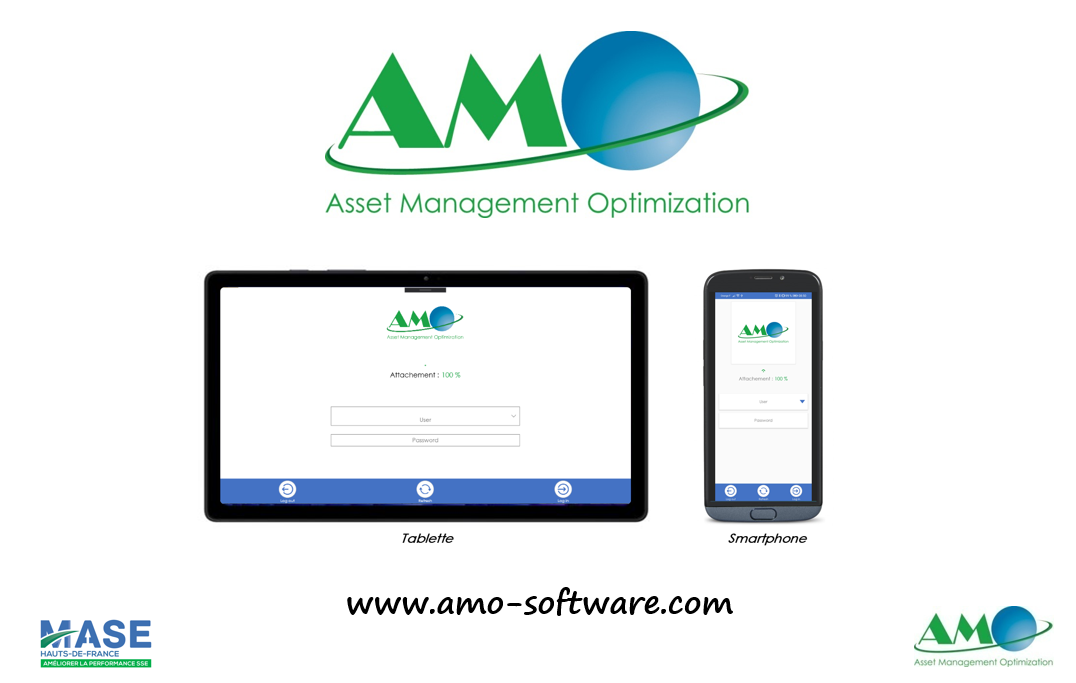 AMO
Asset Management Optimization
AMO
Asset Management Optimization
Attachement : 100 %
User
Password
Log out
Refresh
Log in
AMO
Asset Management Optimization
Attachement : 100 %
User
Password
Tablette
Smartphone
www.amo-software.com
MASE
HAUTS-DE-FRANCE
AMÉLIORER LA PERFORMANCE SSE
AMO
Asset Management Optimization